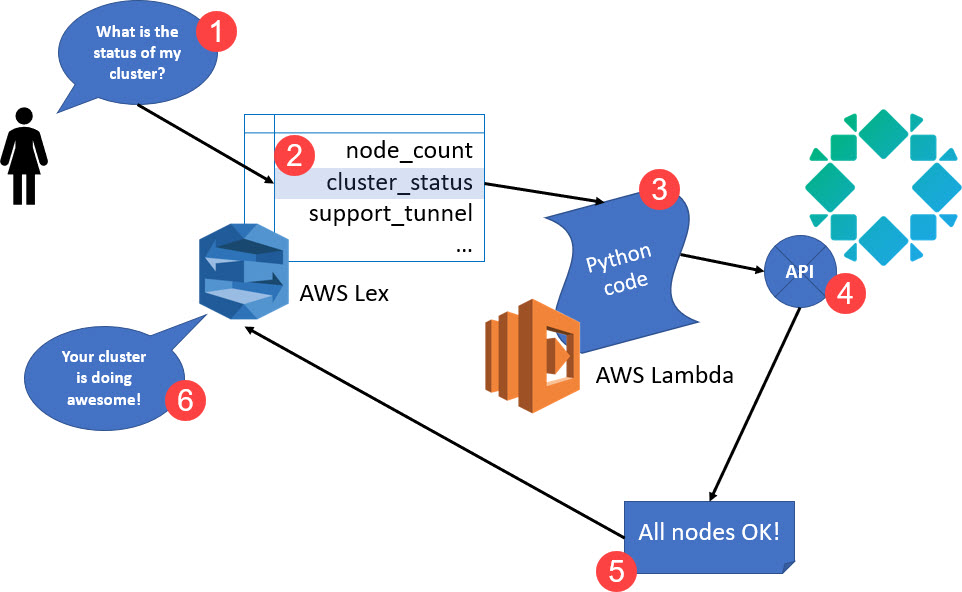 What is the
status of my
cluster?
1
2
node_count
cluster_status
support_tunnel
...
AWS Lex
3
Python
code
AWS Lambda
API
4
All nodes OK!
5
Your cluster
is doing
awesome!
6